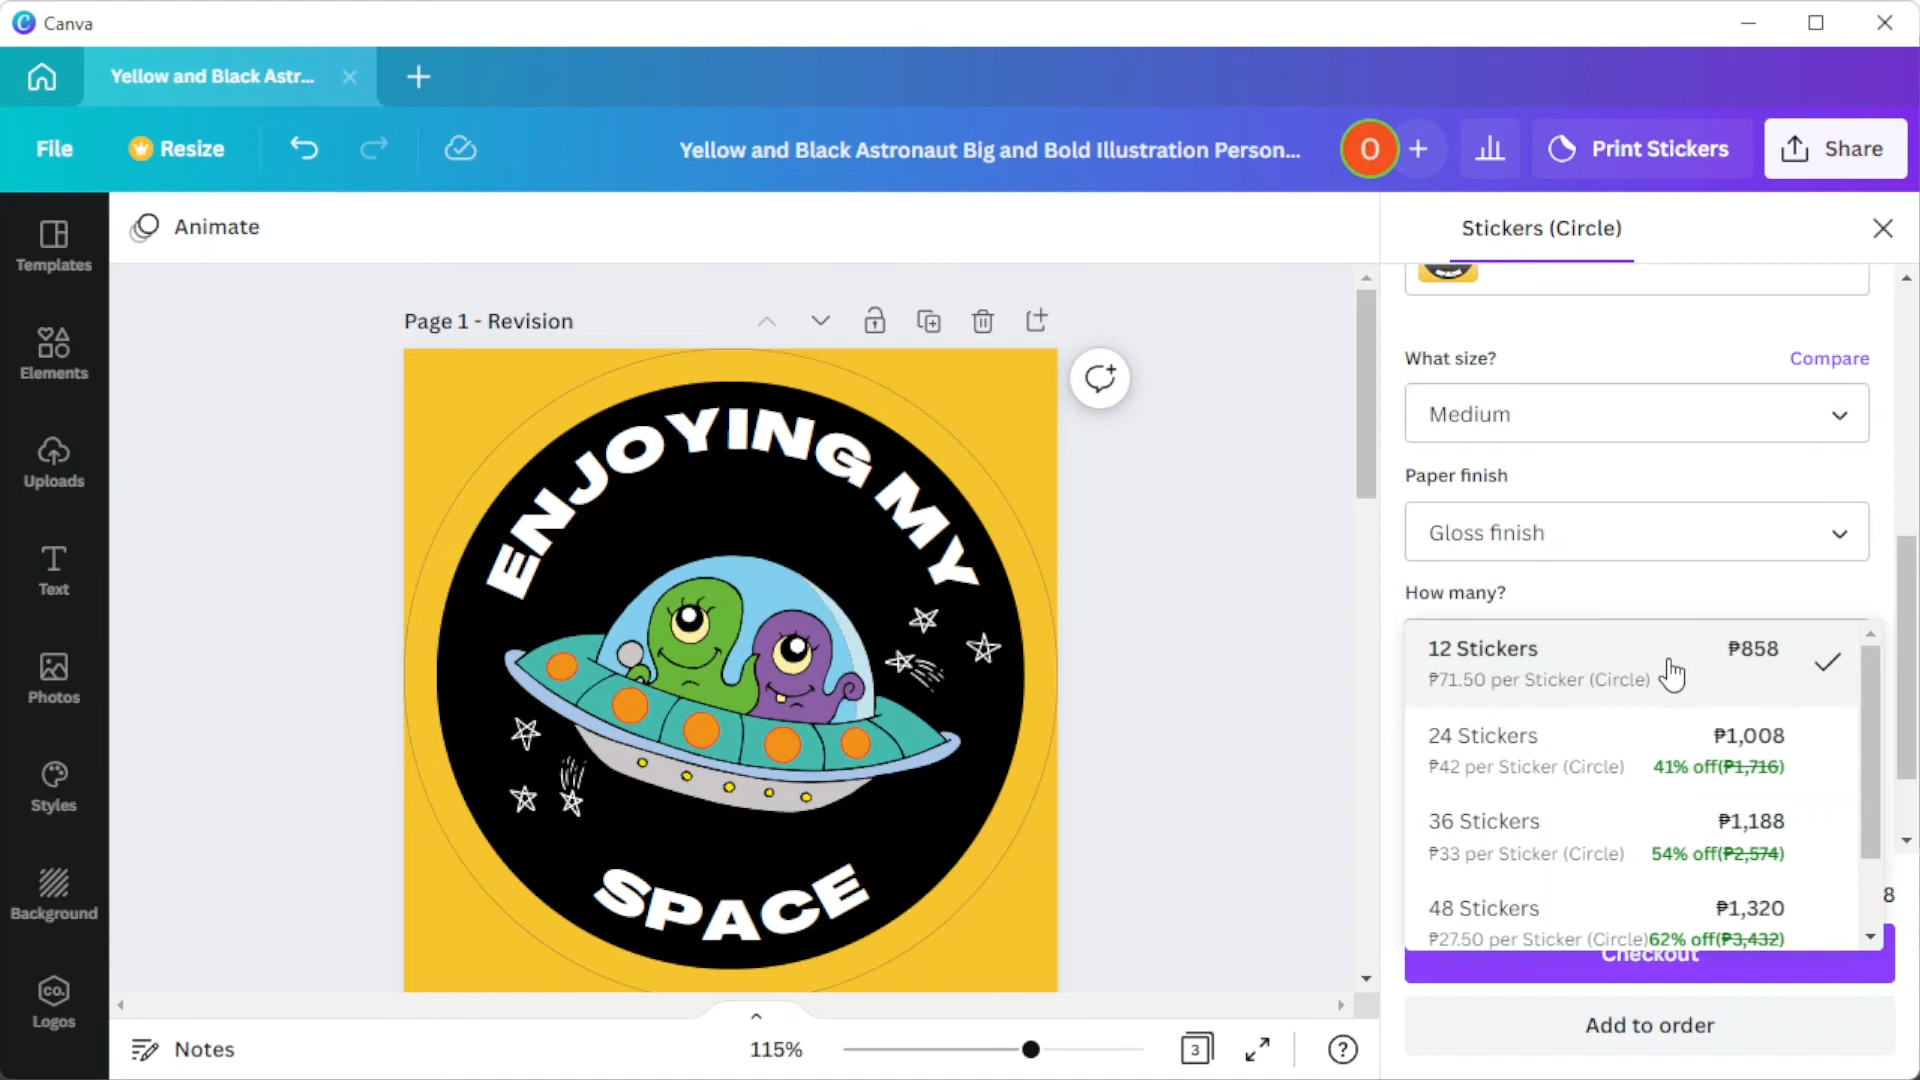 Canva
Yellow and Black Astr...
File
Resize
Yellow and Black Astronaut Big and Bold Illustration Person...
O
Print Stickers
Share
Templates
Elements
Uploads
Text
Photos
Styles
Background
CO.
Logos
Animate
Page 1 - Revision
ENJOYING MY
SPACE
Notes
115%
3
Stickers (Circle)
SPACE
What size?
Compare
Medium
Paper finish
Gloss finish
How many?
12 Stickers ₱858
₱71.50 per Sticker (Circle)
24 Stickers ₱1,008
₱42 per Sticker (Circle) 41% off(₱1,716)
36 Stickers ₱1,188
₱33 per Sticker (Circle) 54% off(₱2,574)
48 Stickers ₱1,320
₱27.50 per Sticker (Circle) 62% off(₱3,432)
8
Checkout
Add to order